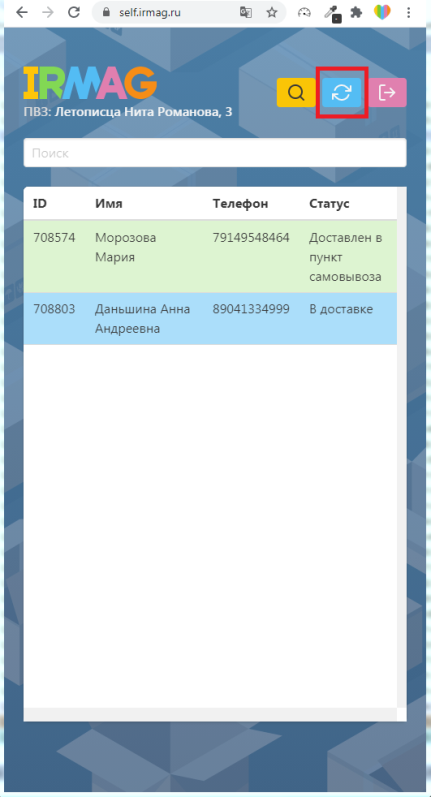 self.irmag.ru
IRMAG
ПВЗ: Летописца Нита Романова, 3
Поиск
ID Имя Телефон Статус
708574 Морозова 79149548464 Доставлен в
Мария пункт
самовывоза
708803 Даньшина Анна 89041334999 В доставке
Андреевна